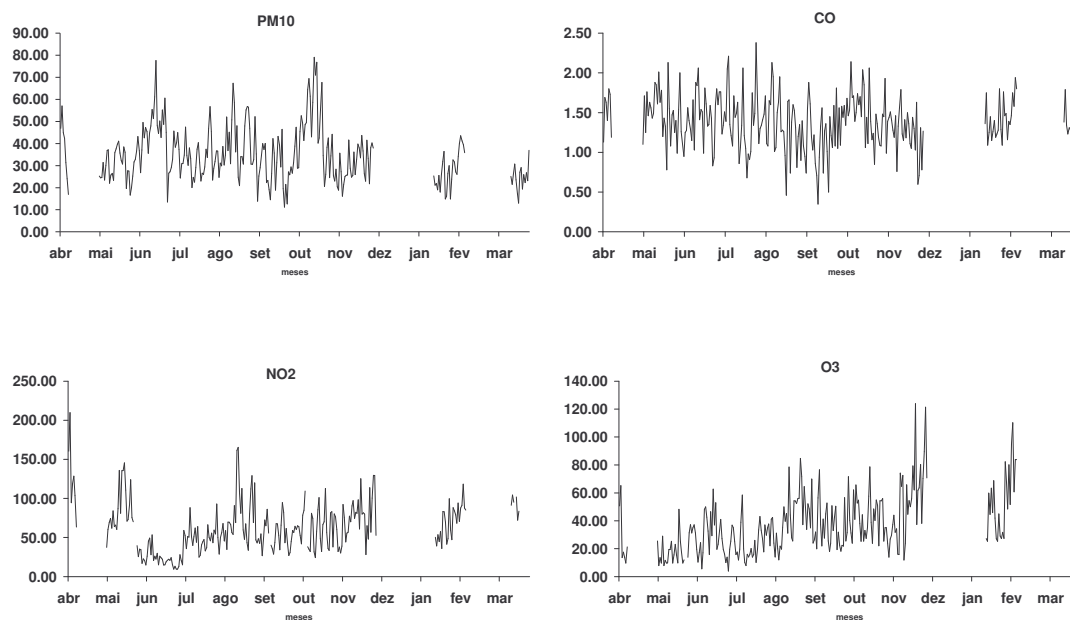 PM10
90.00
80.00
70.00
60.00
50.00
40.00
30.00
20.00
10.00
0.00
abr mai jun jul ago set out nov dez jan fev mar
meses
CO
2.50
2.00
1.50
1.00
0.50
0.00
abr mai jun jul ago set out nov dez jan fev mar
meses
NO2
250.00
200.00
150.00
100.00
50.00
0.00
abr mai jun jul ago set out nov dez jan fev mar
meses
O3
140.00
120.00
100.00
80.00
60.00
40.00
20.00
0.00
abr mai jun jul ago set out nov dez jan fev mar
meses